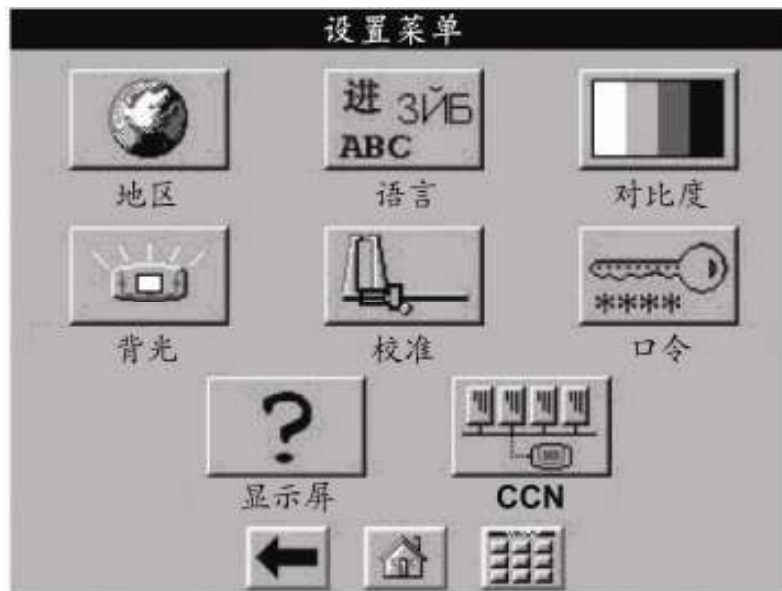 设置菜单
进 ЗЙБ
ABC
地区 语言 对比度
****
背光 校准 口令
?
显示屏 CCN